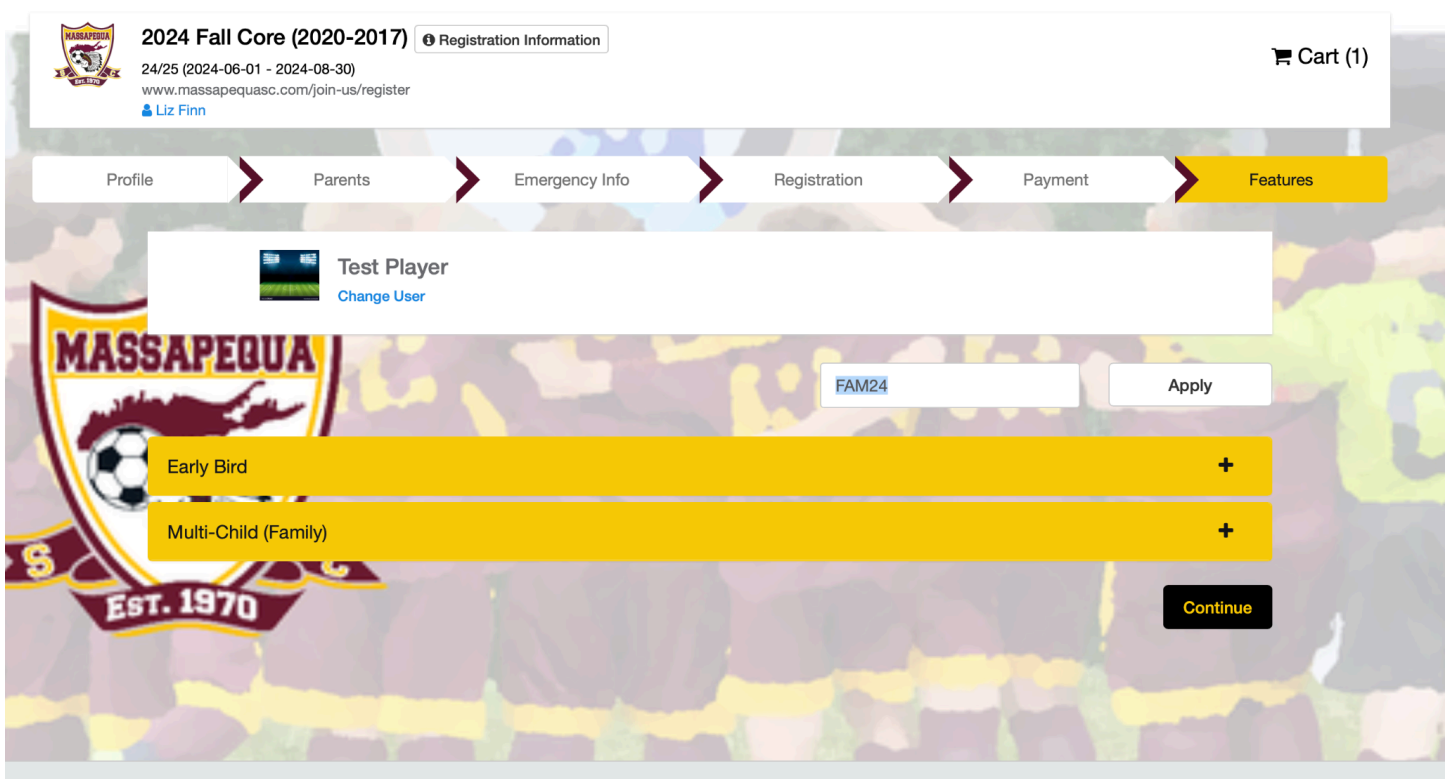 MASSAPEQUA
S C
EST. 1970
2024 Fall Core (2020-2017) Registration Information
24/25 (2024-06-01 - 2024-08-30)
www.massapequasc.com/join-us/register
Liz Finn
Cart (1)
Profile Parents Emergency Info Registration Payment Features
Test Player
Change User
MASSAPEQUA
FAM24 Apply
Early Bird
Multi-Child (Family)
S C
EST. 1970
Continue